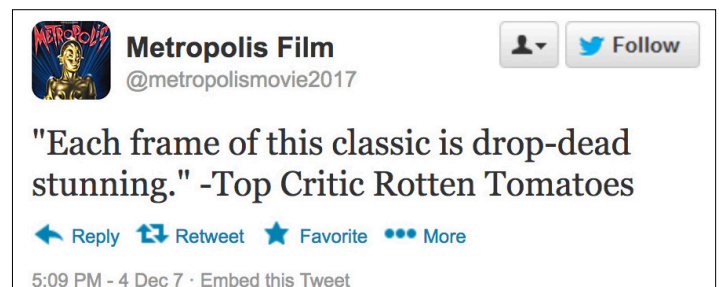 METROPOLIS
Metropolis Film
@metropolismovie2017
Follow
"Each frame of this classic is drop-dead
stunning." -Top Critic Rotten Tomatoes
Reply Retweet Favorite More
5:09 PM - 4 Dec 7 · Embed this Tweet